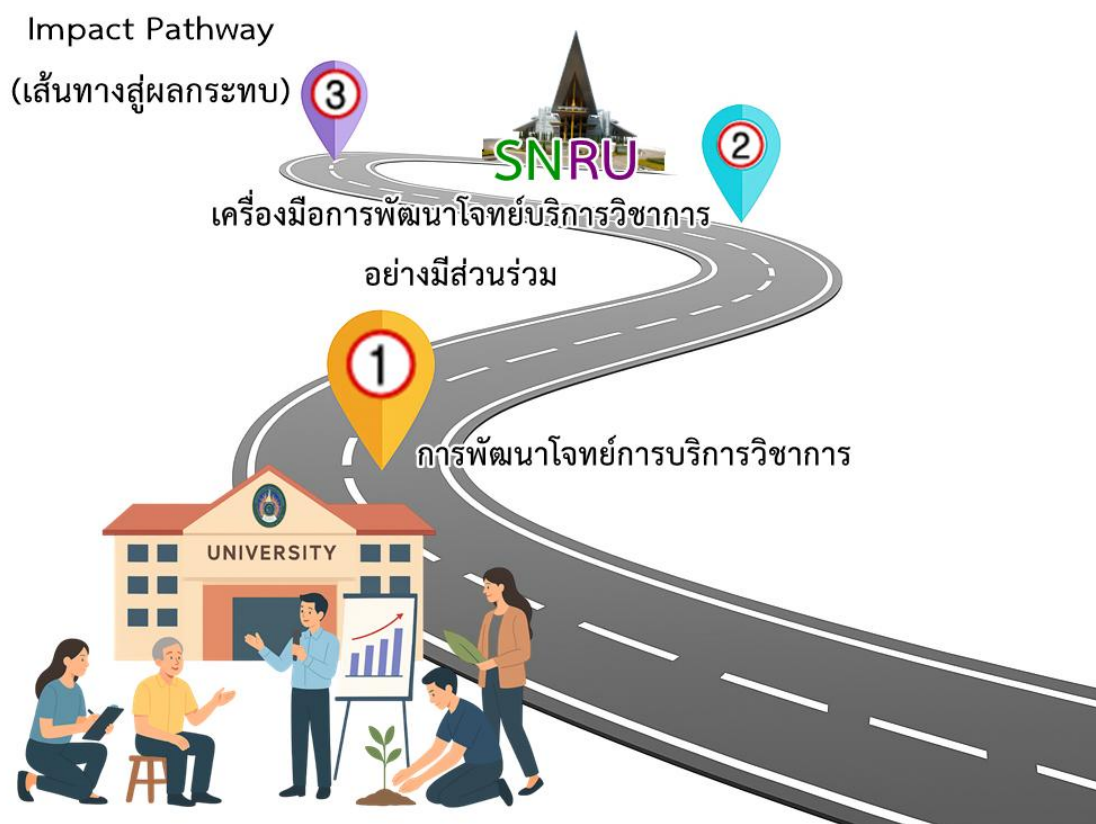 Impact Pathway
(เส้นทางสู่ผลกระทบ)
3
SNRU
2
เครื่องมือการพัฒนาโจทย์บริการวิชาการ
อย่างมีส่วนร่วม
1
การพัฒนาโจทย์การบริการวิชาการ
UNIVERSITY